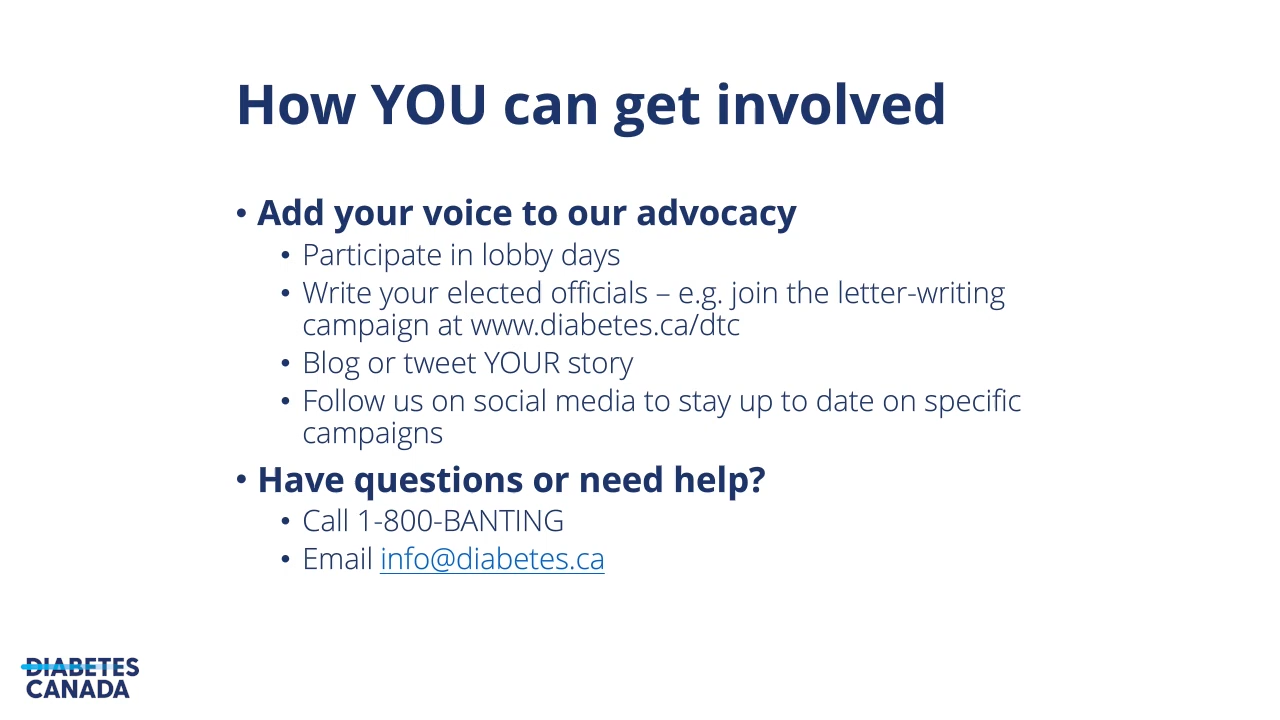 How YOU can get involved
• Add your voice to our advocacy
• Participate in lobby days
• Write your elected officials – e.g. join the letter-writing
campaign at www.diabetes.ca/dtc
• Blog or tweet YOUR story
• Follow us on social media to stay up to date on specific
campaigns
• Have questions or need help?
• Call 1-800-BANTING
• Email info@diabetes.ca
DIABETES
CANADA